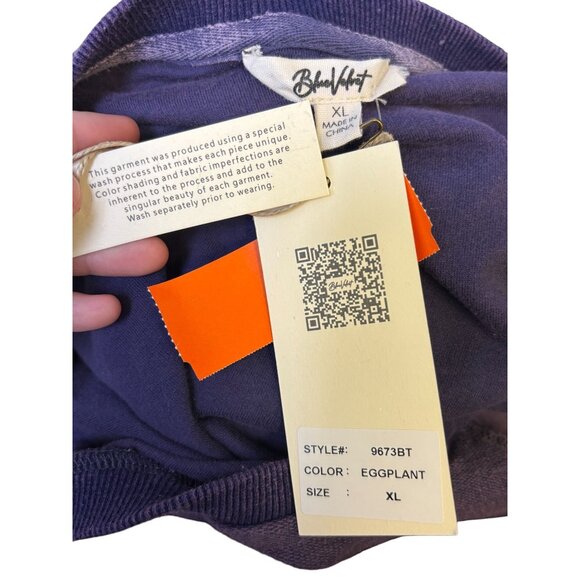 BlueVelvet
XL
MADE IN
CHINA
This garment was produced using a special
wash process that makes each piece unique.
Color shading and fabric imperfections are
inherent to the process and add to the
singular beauty of each garment.
Wash separately prior to wearing.
BlueVelvet
STYLE#: 9673BT
COLOR: EGGPLANT
SIZE : XL